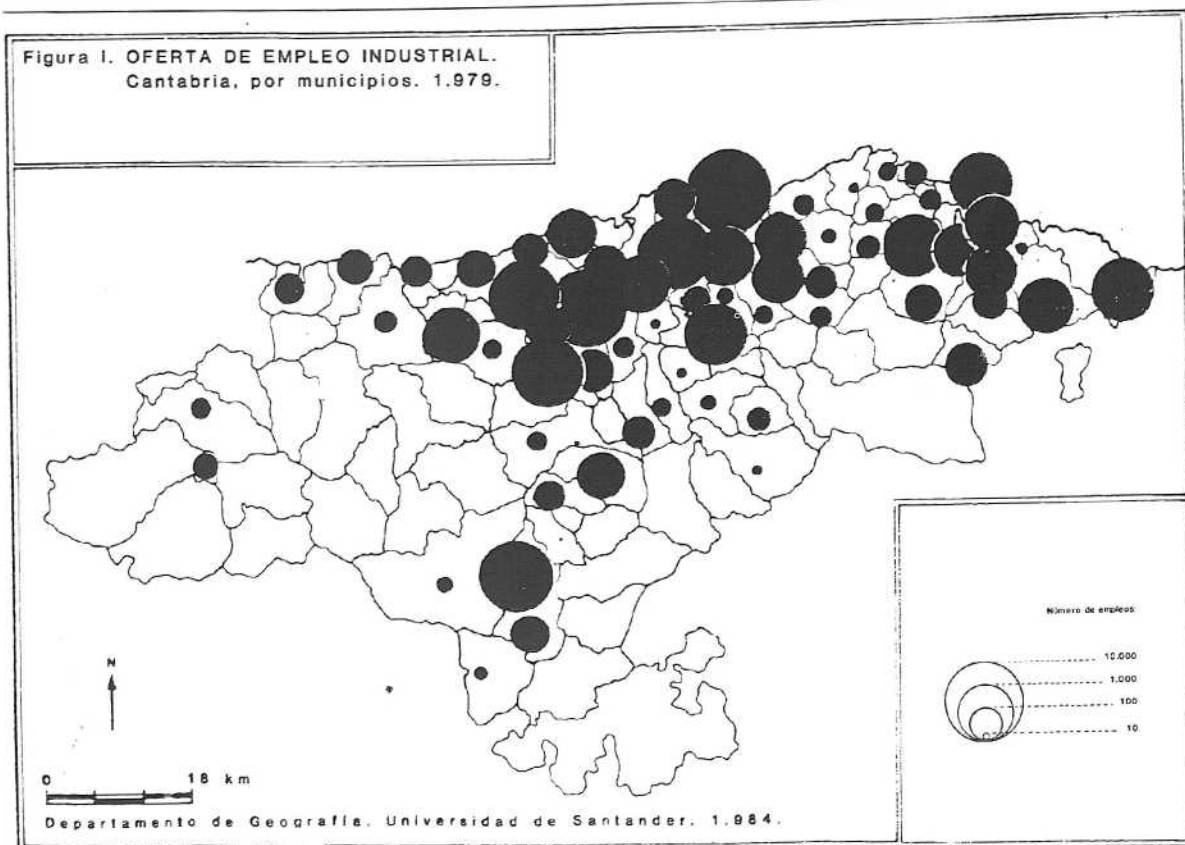 Figura I. OFERTA DE EMPLEO INDUSTRIAL.
Cantabria, por municipios. 1.979.
Número de empleos:
10.000
1.000
100
10
N
0 18 km
Departamento de Geografía. Universidad de Santander. 1.984.